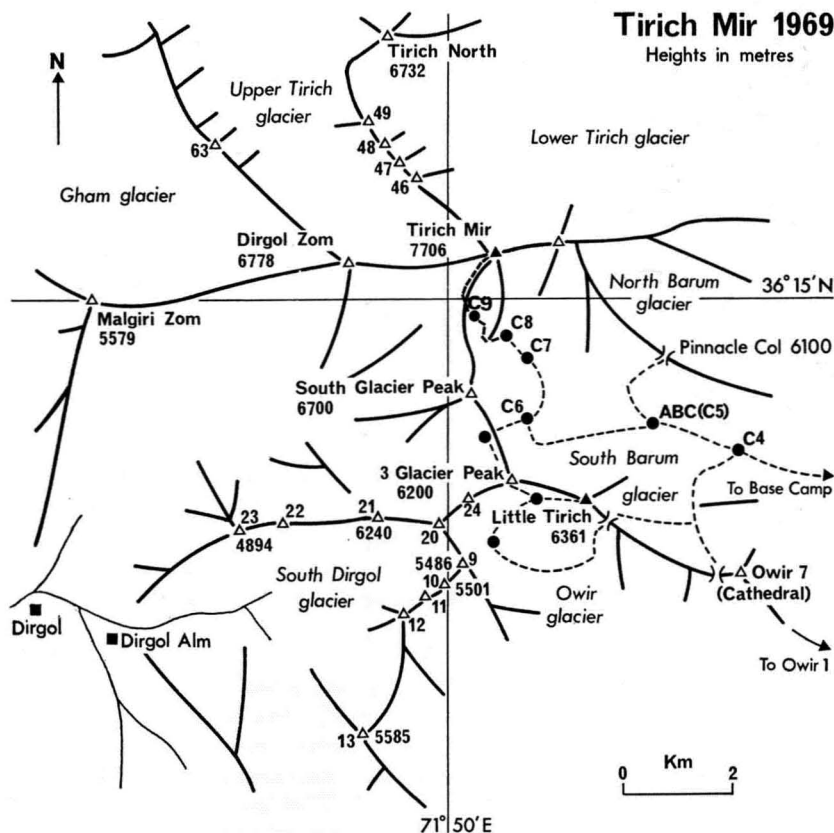 Tirich Mir 1969
Heights in metres
N
Tirich North
6732
Upper Tirich
glacier
49
48
47
46
63
Lower Tirich glacier
Gham glacier
Tirich Mir
7706
Dirgol Zom
6778
North Barum
glacier
36° 15'N
Malgiri Zom
5579
C9
C8
C7
Pinnacle Col 6100
South Glacier Peak
6700
C6
ABC(C5)
C4
3 Glacier Peak
6200
South Barum
glacier
To Base Camp
23
4894
22
21
6240
20
24
Little Tirich
6361
5486
9
10
5501
11
12
South Dirgol
glacier
Owir
glacier
Owir 7
(Cathedral)
Dirgol
Dirgol Alm
To Owir 1
13
5585
Km
0
2
71° 50'E